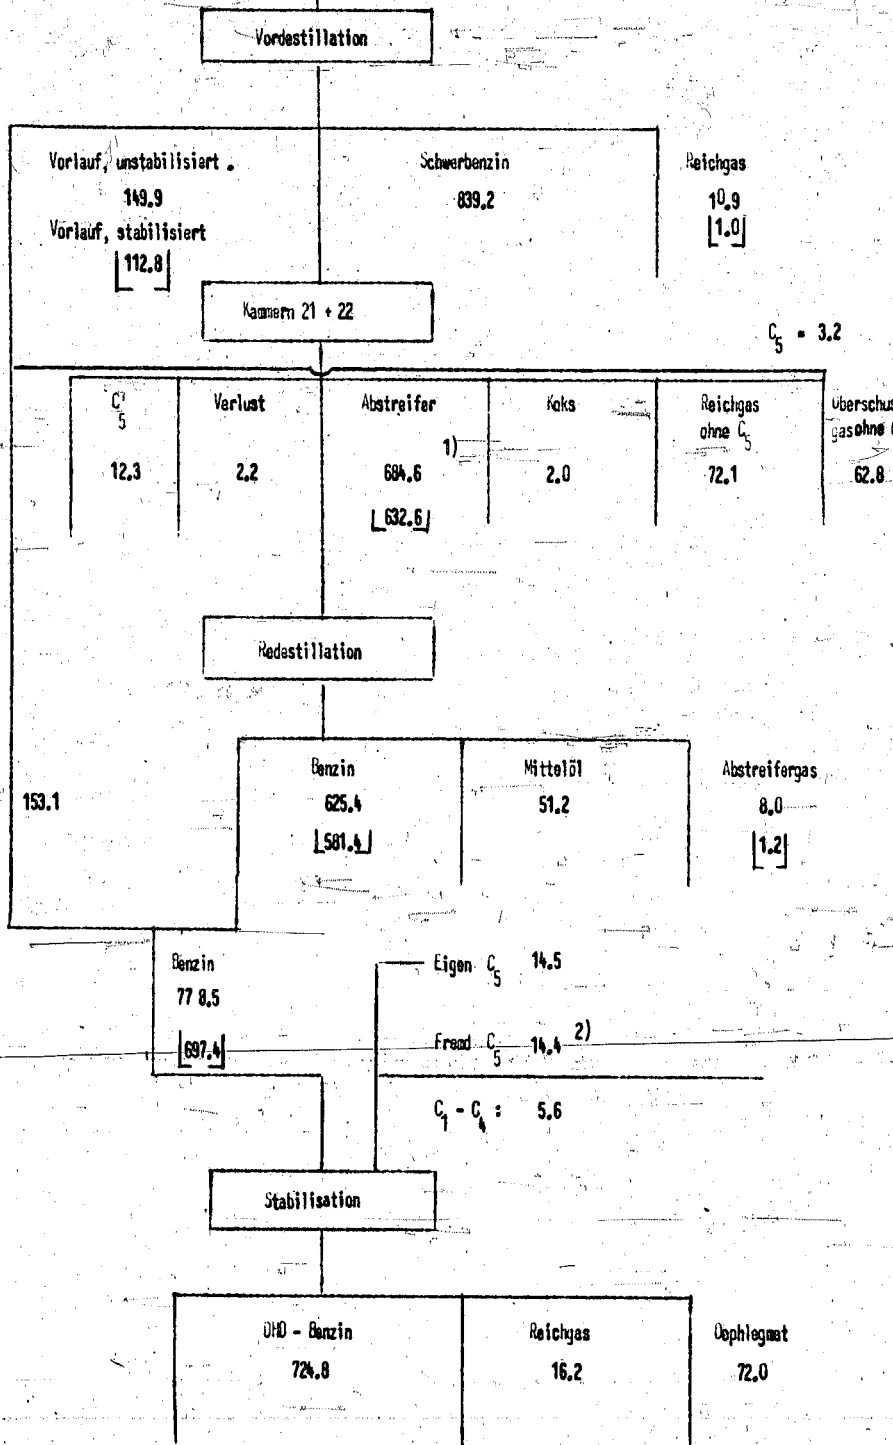 Vordestillation
Vorlauf, unstabilisiert .
149.9
Vorlauf, stabilisiert
112.8
Schwerbenzin
839.2
Reichgas
10.9
1.0
Kammern 21 + 22
C5 = 3.2
C5
12.3
Verlust
2.2
Abstreifer
684.6 1)
632.6
Koks
2.0
Reichgas
ohne C5
72.1
Überschus
gas ohne
62.8
Redestillation
153.1
Benzin
625.4
581.4
Mittelöl
51.2
Abstreifergas
8.0
1.2
Benzin
778.5
697.4
Eigen C5 14.5
Fremd C5 14.4 2)
C1 - C4 : 5.6
Stabilisation
DHD - Benzin
724.8
Reichgas
16.2
Dephlegmat
72.0